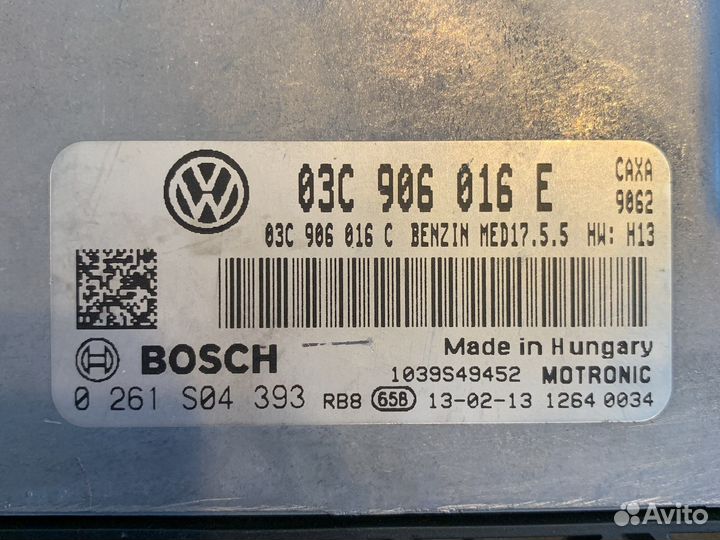 03C 906 016 E CAXA
9062
03C 906 016 C BENZIN MED17.5.5 HW: H13
BOSCH Made in Hungary
1039S49452 MOTRONIC
0 261 S04 393 RB8 65B 13-02-13 1264 0034
Avito